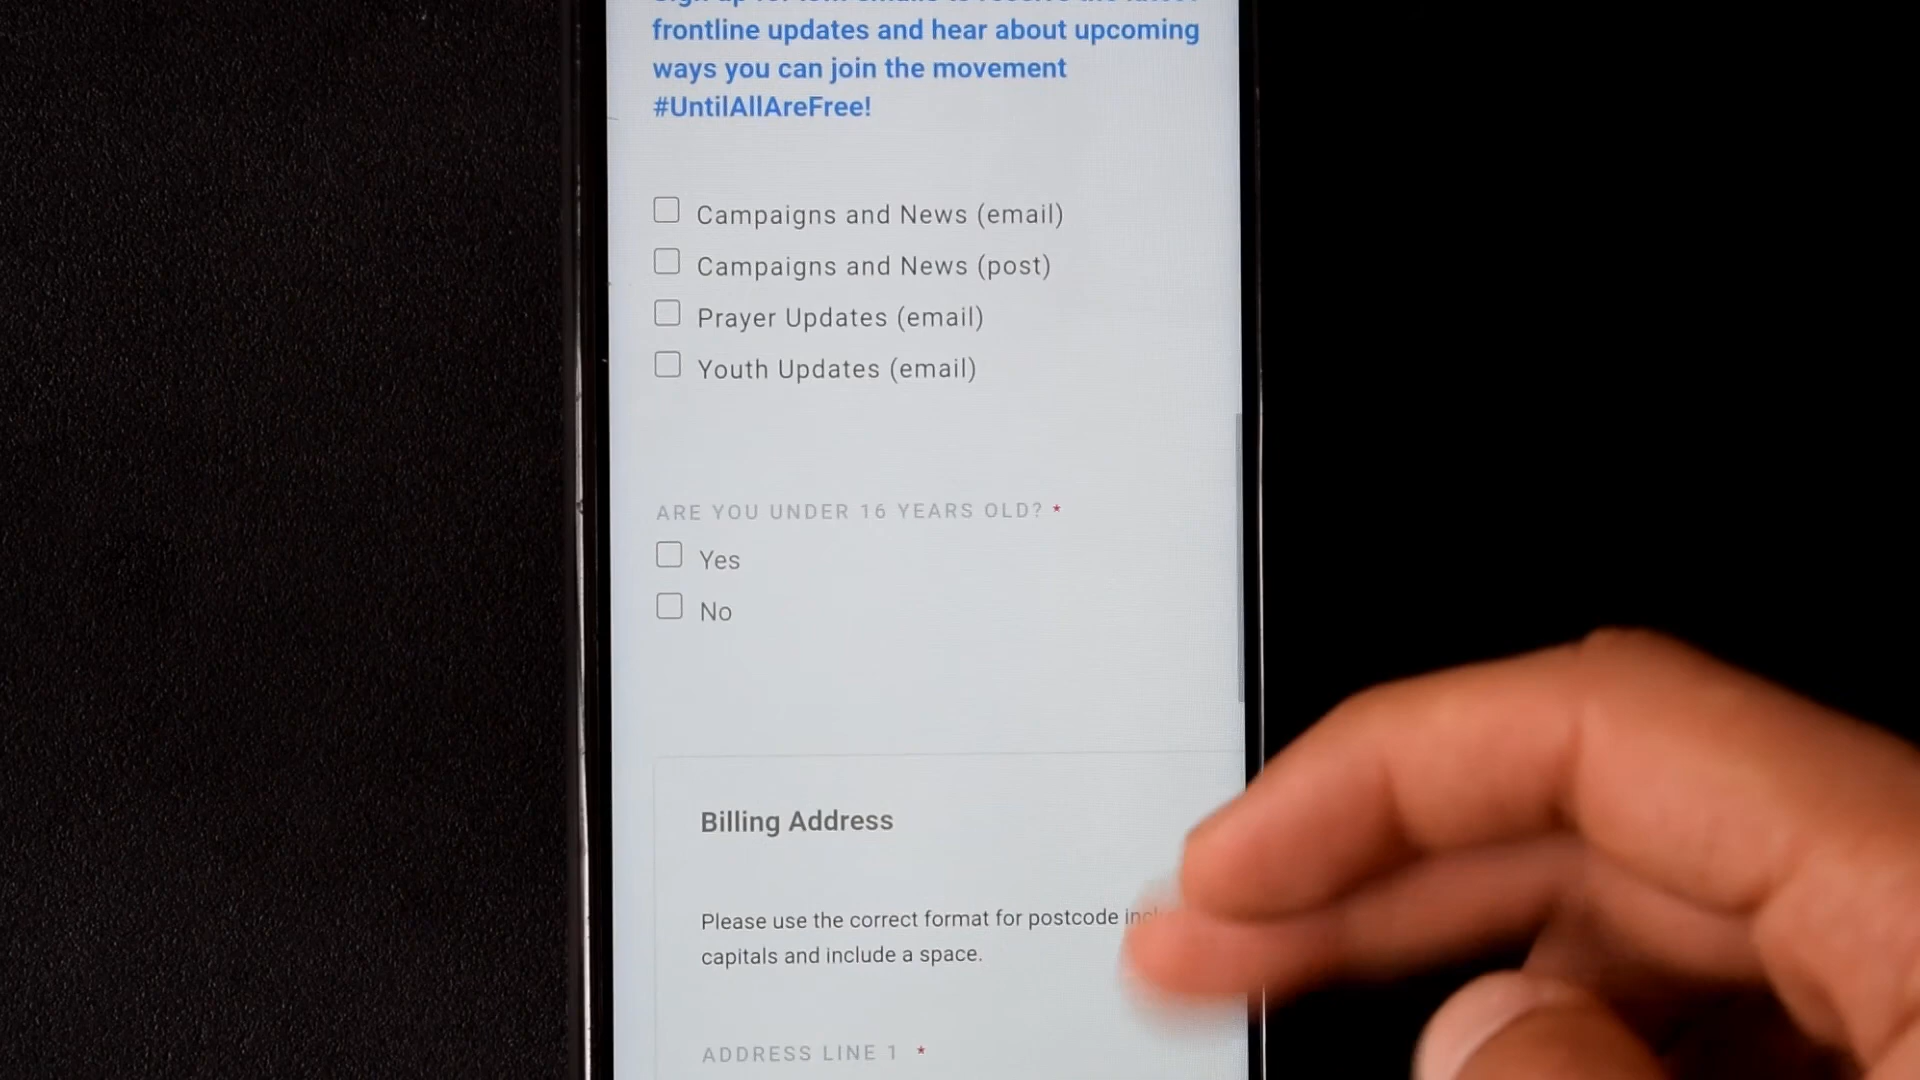 frontline updates and hear about upcoming
ways you can join the movement
#UntilAllAreFree!
Campaigns and News (email)
Campaigns and News (post)
Prayer Updates (email)
Youth Updates (email)
ARE YOU UNDER 16 YEARS OLD? *
Yes
No
Billing Address
Please use the correct format for postcode
capitals and include a space.
ADDRESS LINE 1 *